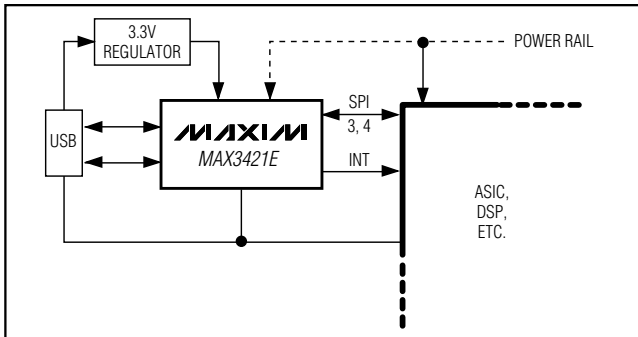 3.3V
REGULATOR
POWER RAIL
USB
MAXIM
MAX3421E
SPI
3, 4
INT
ASIC,
DSP,
ETC.